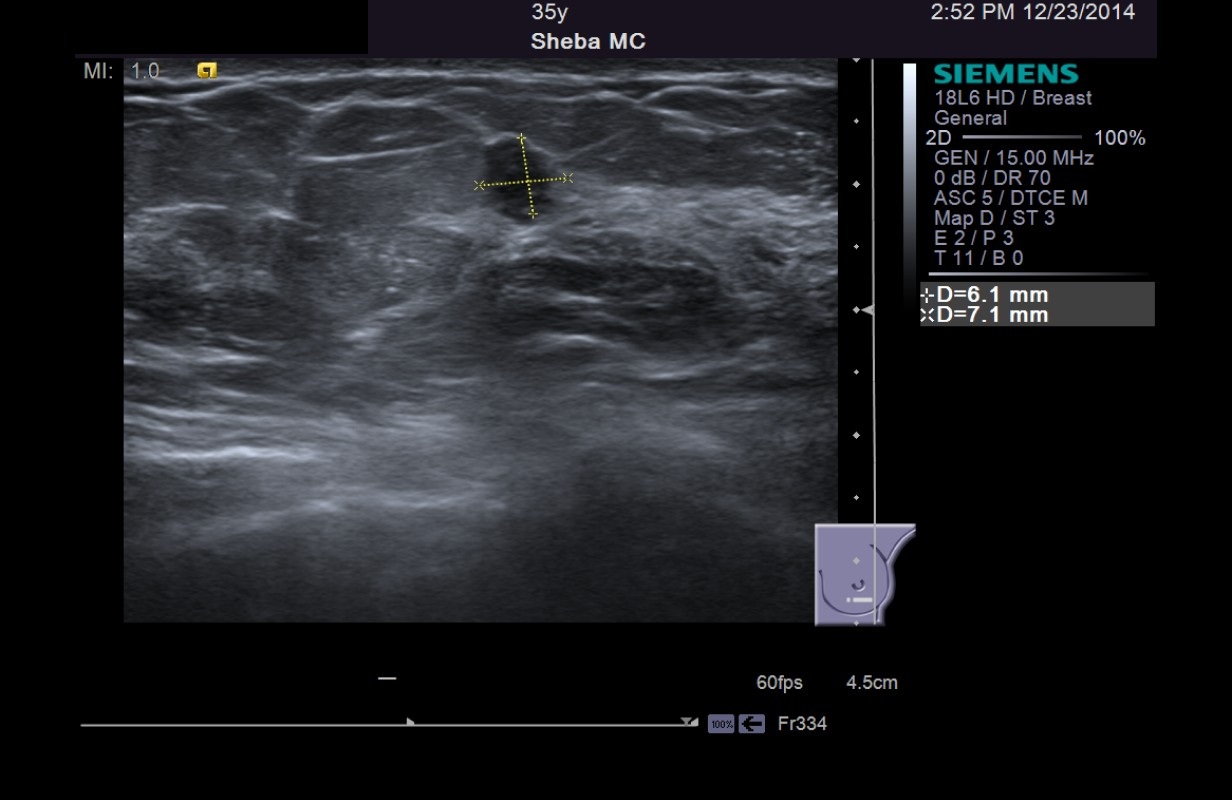 35y
2:52 PM 12/23/2014
Sheba MC
MI: 1.0
SIEMENS
18L6 HD / Breast
General
2D 100%
GEN / 15.00 MHz
0 dB / DR 70
ASC 5 / DTCE M
Map D / ST 3
E 2 / P 3
T 11 / B 0
D=6.1 mm
D=7.1 mm
60fps 4.5cm
100% Fr334